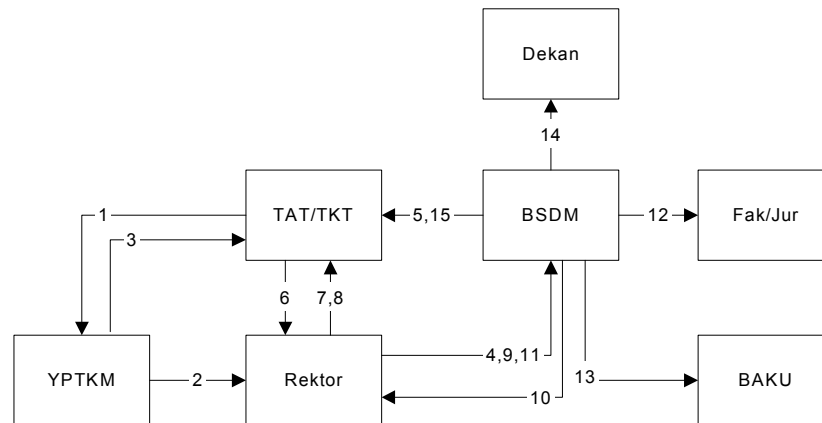 Dekan
14
TAT/TKT
BSDM
Fak/Jur
1
5,15
12
3
6
7,8
4,9,11
YPTKM
2
Rektor
10
13
BAKU